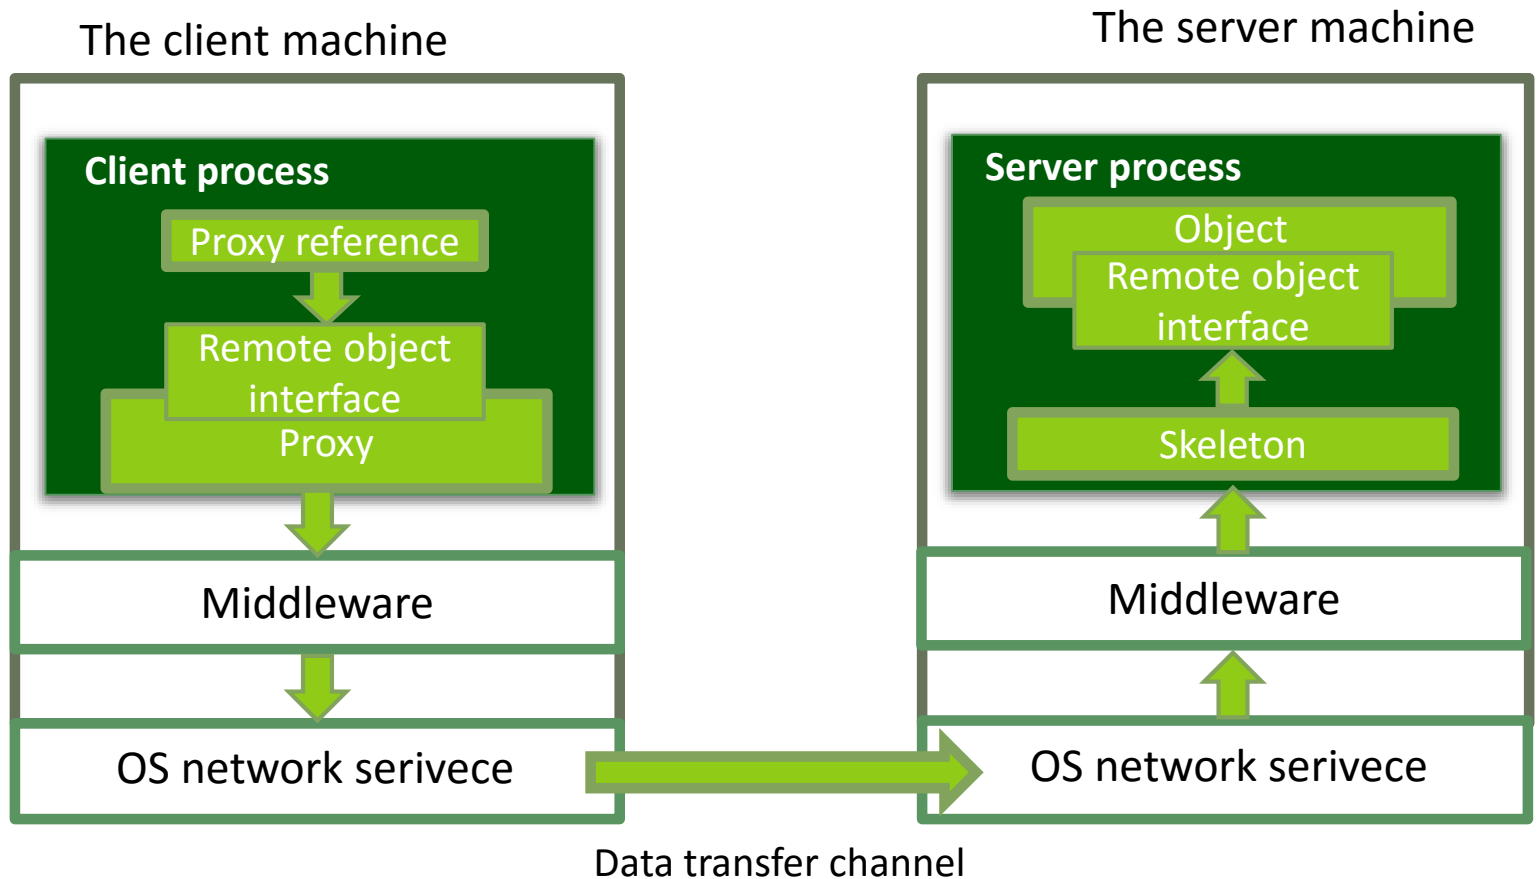 The client machine
Client process
Proxy reference
Remote object
interface
Proxy
Middleware
OS network serivece
The server machine
Server process
Object
Remote object
interface
Skeleton
Middleware
OS network serivece
Data transfer channel